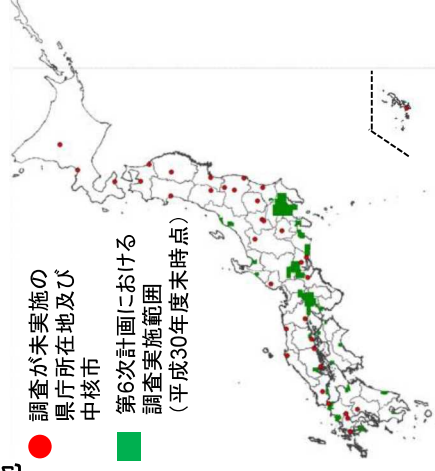 調査が未実施の
県庁所在地及び
中核市
第6次計画における
調査実施範囲
（平成30年度末時点）